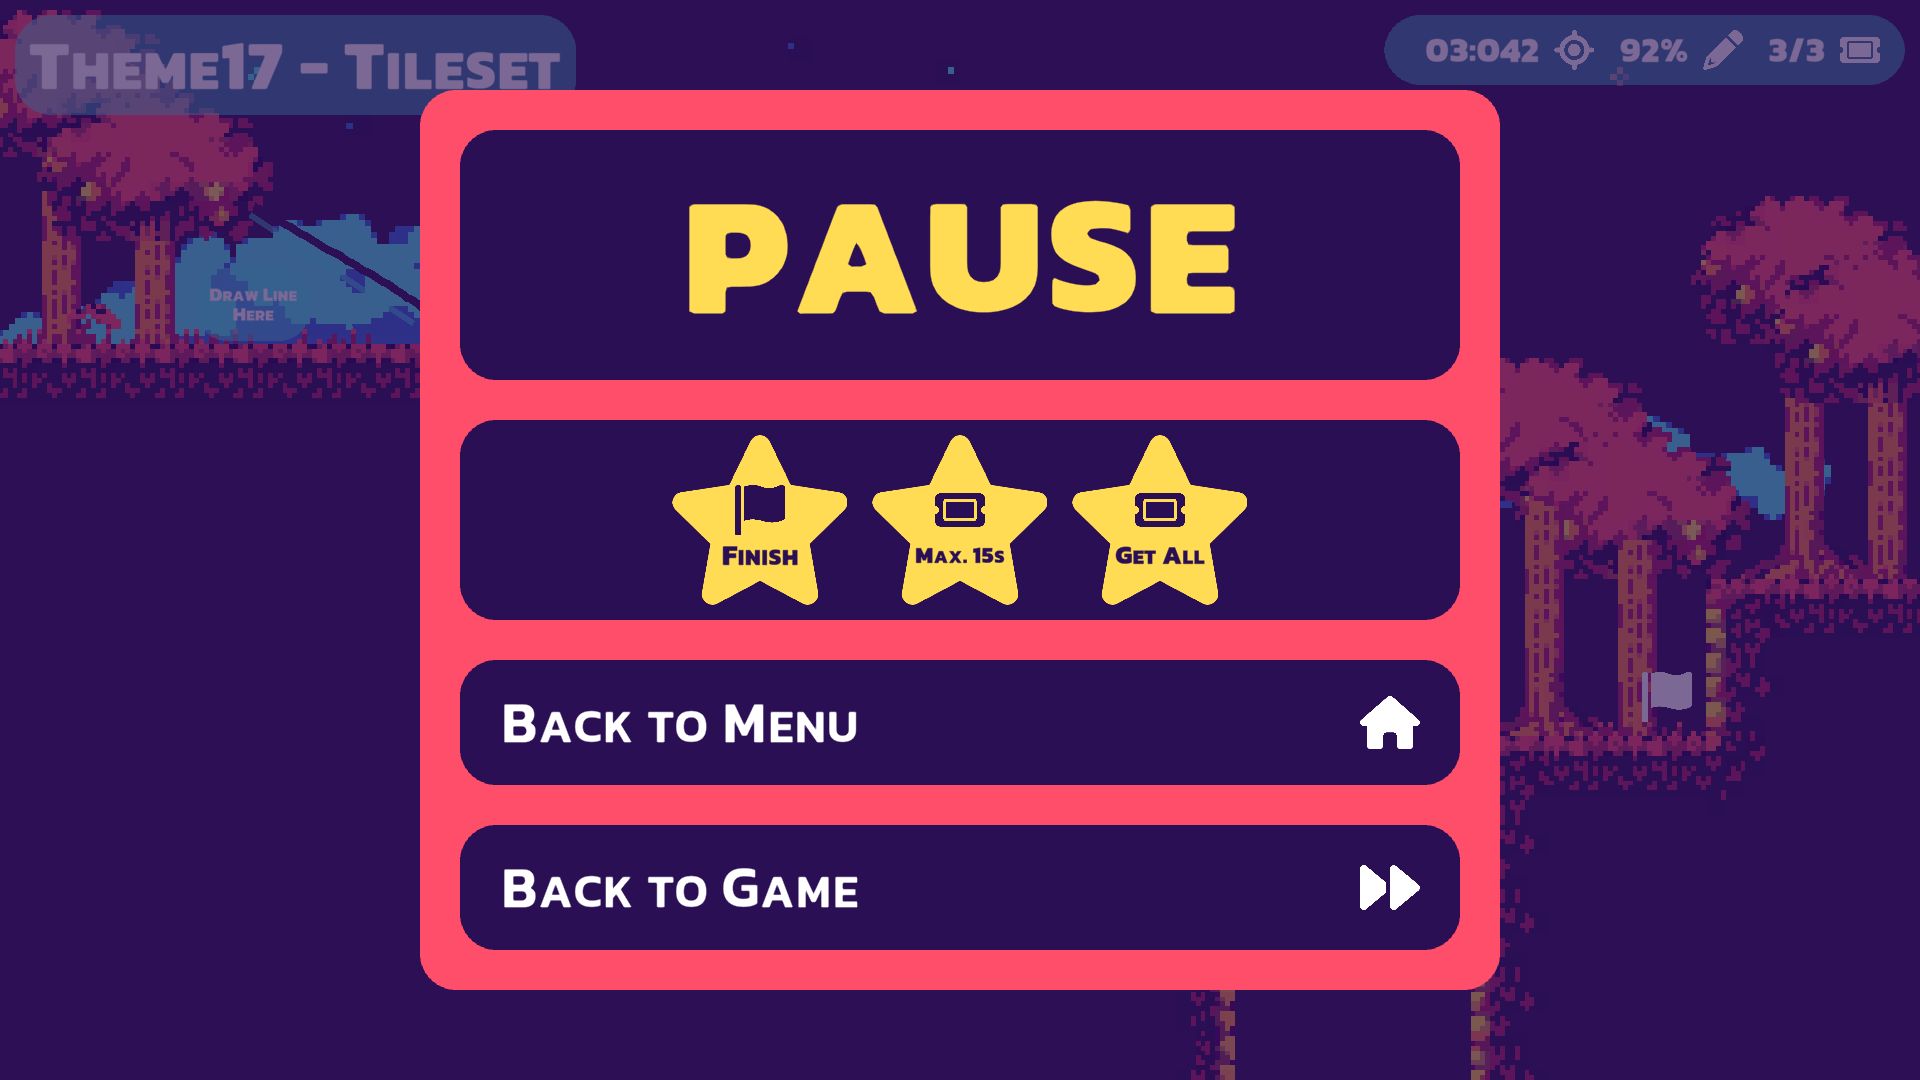 Theme17 - Tileset
03:042 92% 3/3
Draw Line
Here
PAUSE
Finish
Max. 15s
Get All
Back to Menu
Back to Game